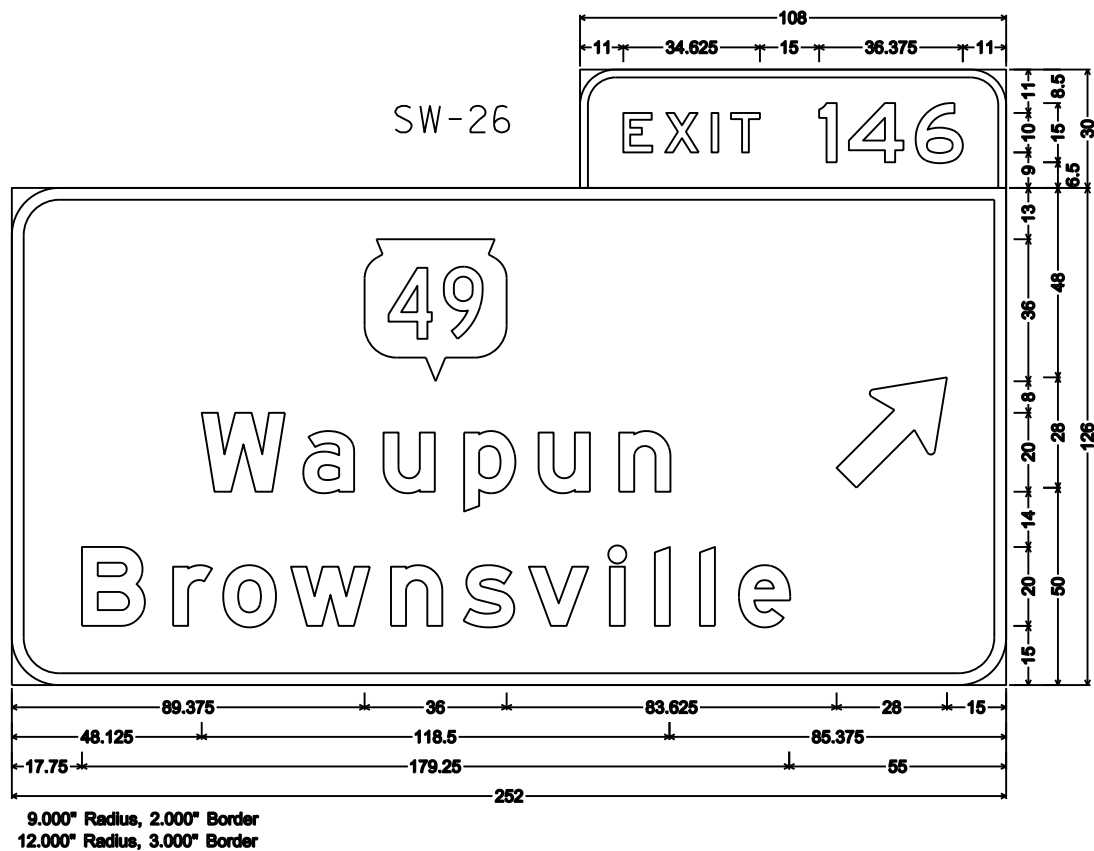 108
11 34.625 15 36.375 11
SW-26
EXIT 146
11 10 9
8.5 15 6.5
30
49
Waupun
Brownsville
13 36 8 20 14 20 15
48 28 50
126
89.375 36 83.625 28 15
48.125 118.5 85.375
17.75 179.25 55
252
9.000" Radius, 2.000" Border
12.000" Radius, 3.000" Border